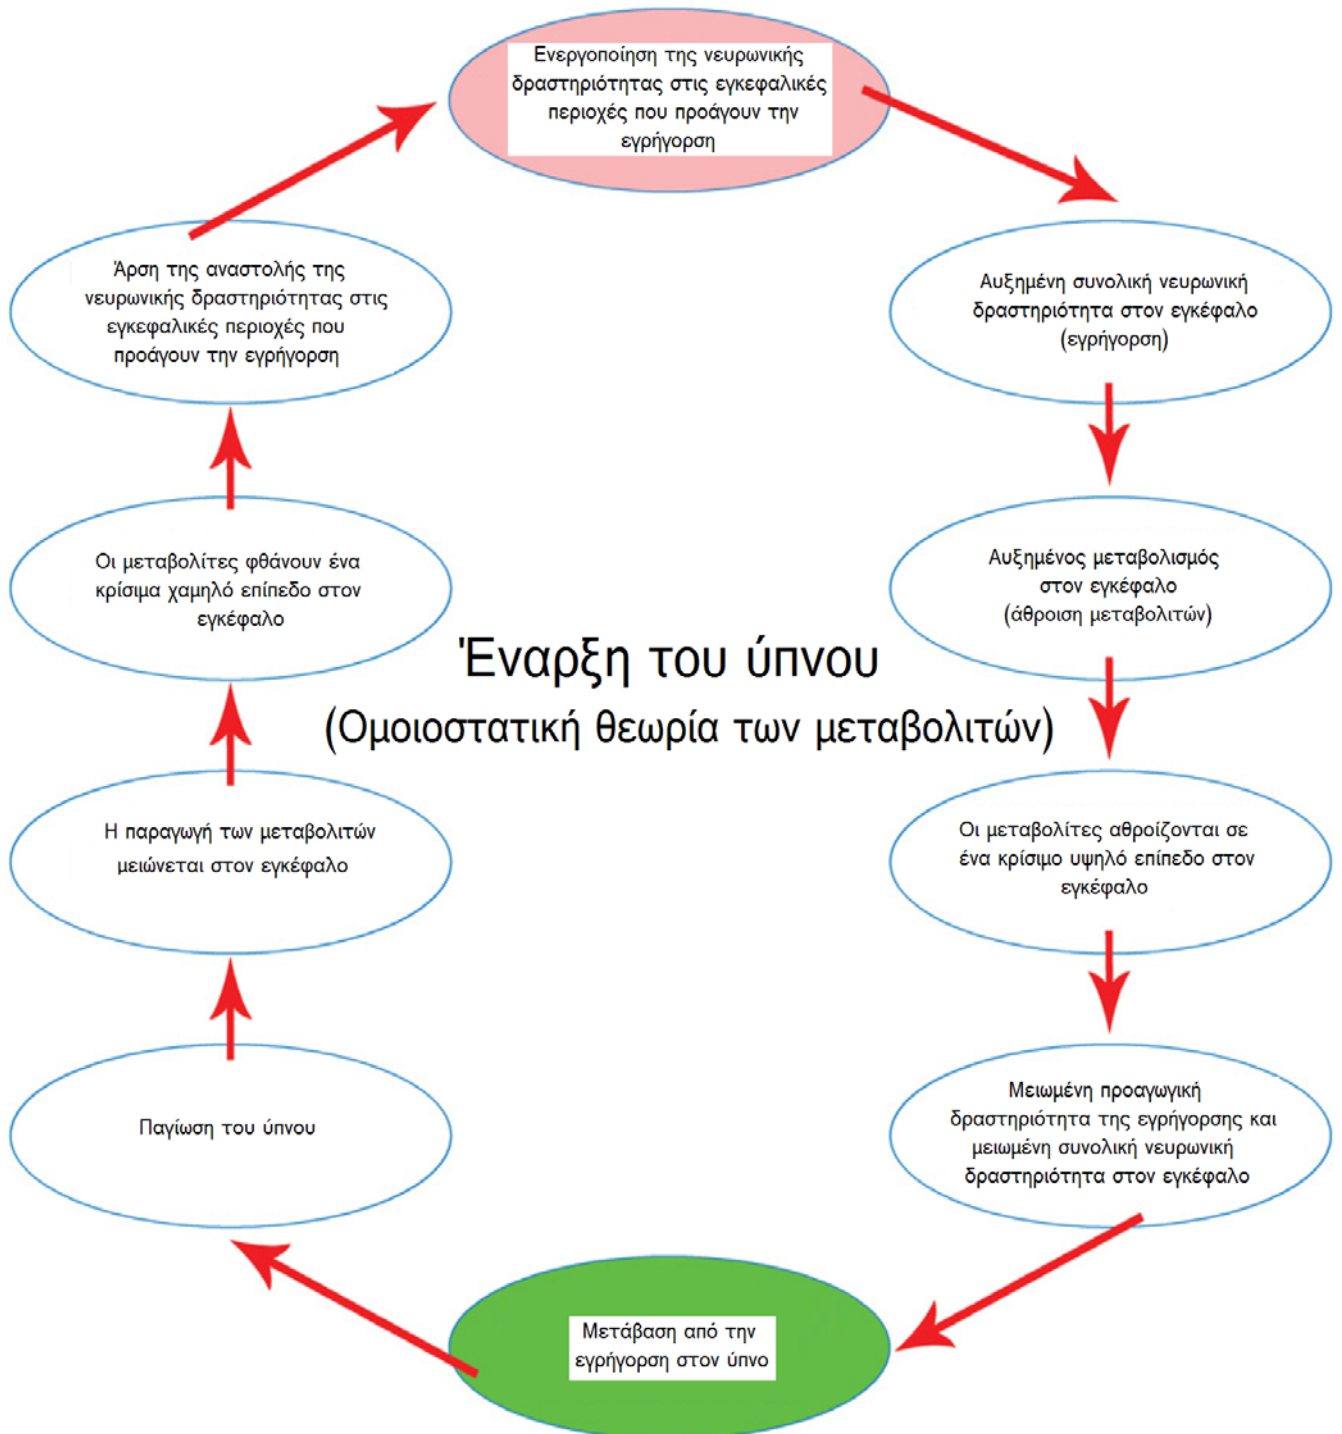 Ενεργοποίηση της νευρωνικής
δραστηριότητας στις εγκεφαλικές
περιοχές που προάγουν την
εγρήγορση
Αυξημένη συνολική νευρωνική
δραστηριότητα στον εγκέφαλο
(εγρήγορση)
Αυξημένος μεταβολισμός
στον εγκέφαλο
(άθροιση μεταβολιτών)
Οι μεταβολίτες αθροίζονται σε
ένα κρίσιμο υψηλό επίπεδο στον
εγκέφαλο
Μειωμένη προαγωγική
δραστηριότητα της εγρήγορσης και
μειωμένη συνολική νευρωνική
δραστηριότητα στον εγκέφαλο
Μετάβαση από την
εγρήγορση στον ύπνο
Παγίωση του ύπνου
Η παραγωγή των μεταβολιτών
μειώνεται στον εγκέφαλο
Οι μεταβολίτες φθάνουν ένα
κρίσιμα χαμηλό επίπεδο στον
εγκέφαλο
Άρση της αναστολής της
νευρωνικής δραστηριότητας στις
εγκεφαλικές περιοχές που
προάγουν την εγρήγορση
Έναρξη του ύπνου
(Ομοιοστατική θεωρία των μεταβολιτών)